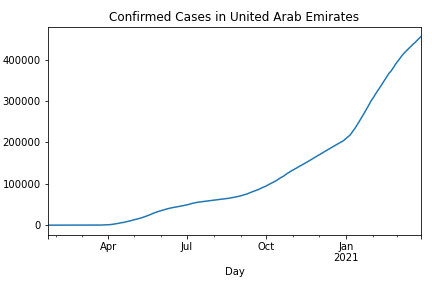 Confirmed Cases in United Arab Emirates
400000
300000
200000
100000
0
Apr Jul Oct Jan
2021
Day